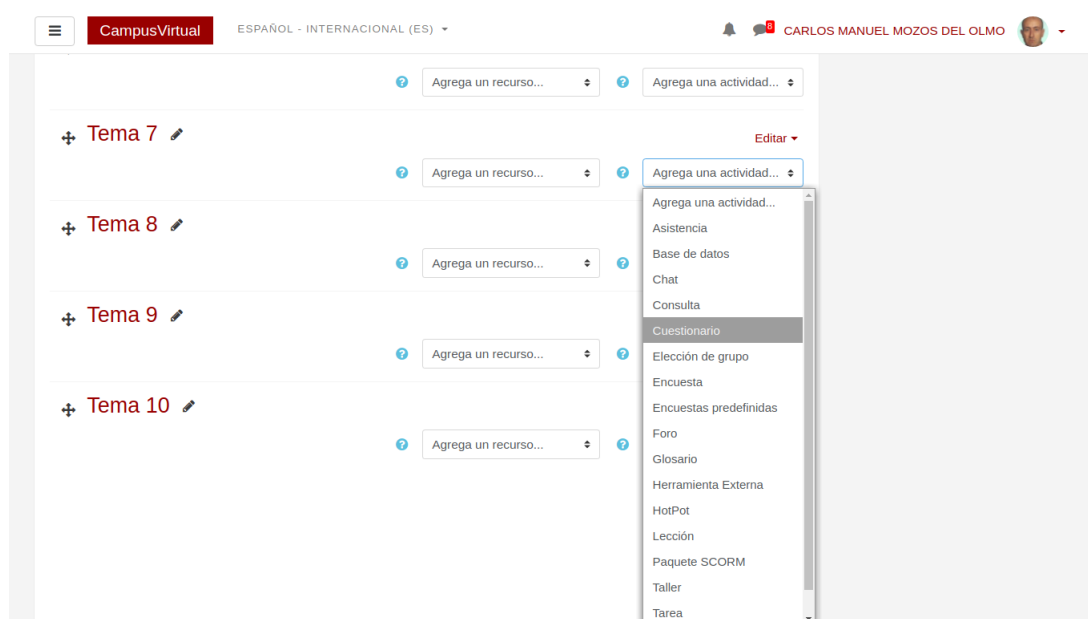 CampusVirtual ESPAÑOL - INTERNACIONAL (ES) 8 CARLOS MANUEL MOZOS DEL OLMO
Agrega un recurso... Agrega una actividad...
Tema 7
Editar
Agrega un recurso... Agrega una actividad...
Agrega una actividad...
Asistencia
Base de datos
Chat
Consulta
Cuestionario
Elección de grupo
Encuesta
Encuestas predefinidas
Foro
Glosario
Herramienta Externa
HotPot
Lección
Paquete SCORM
Taller
Tarea
Tema 8
Agrega un recurso...
Tema 9
Agrega un recurso...
Tema 10
Agrega un recurso...